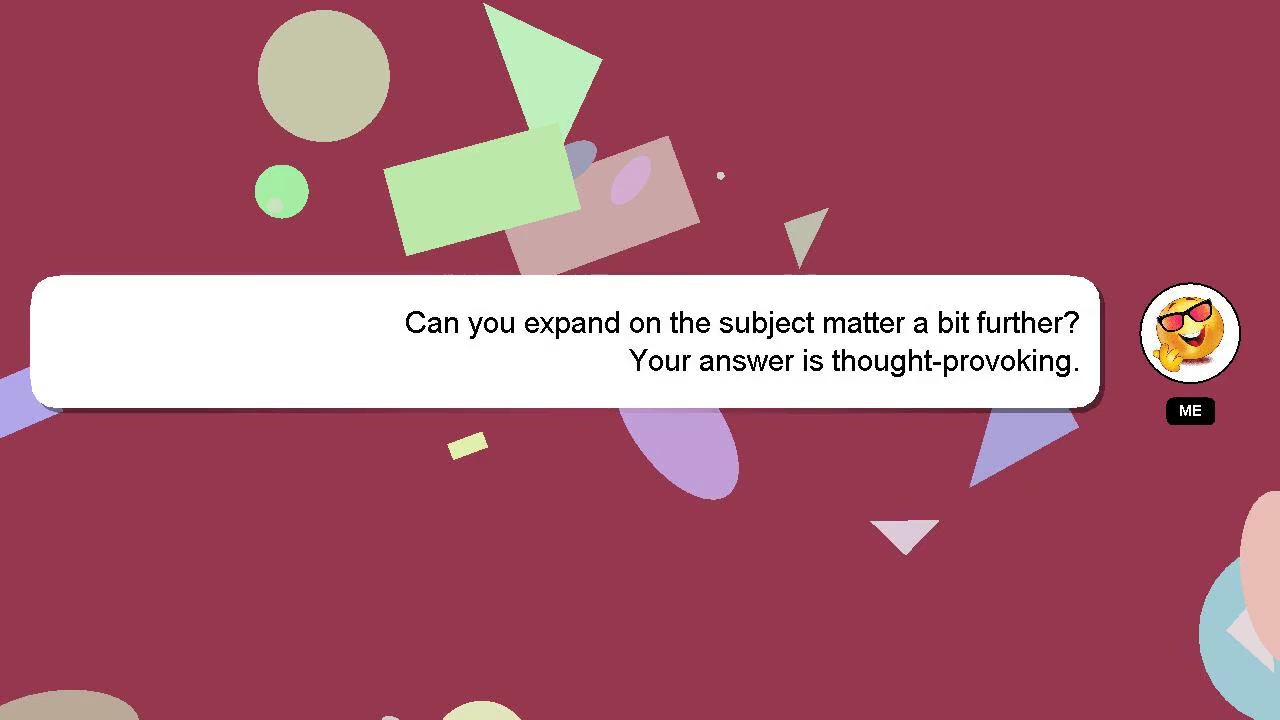 Can you expand on the subject matter a bit further?
Your answer is thought-provoking.
ME